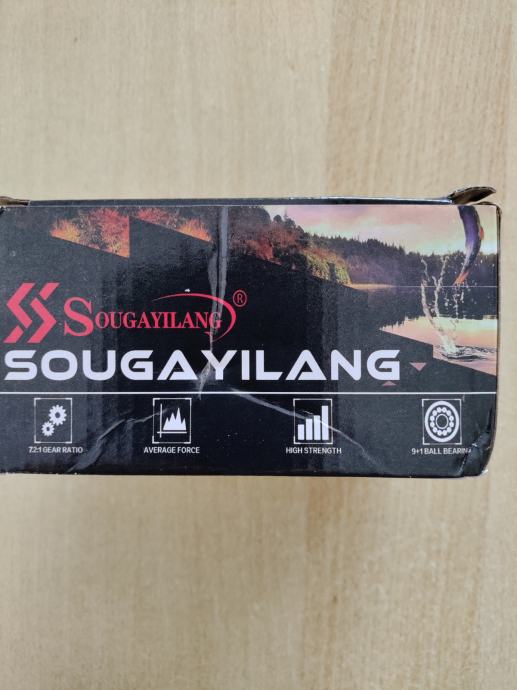 SOUGAYILANG®
SOUGAYILANG
7.2:1 GEAR RATIO
AVERAGE FORCE
HIGH STRENGTH
9+1 BALL BEARING